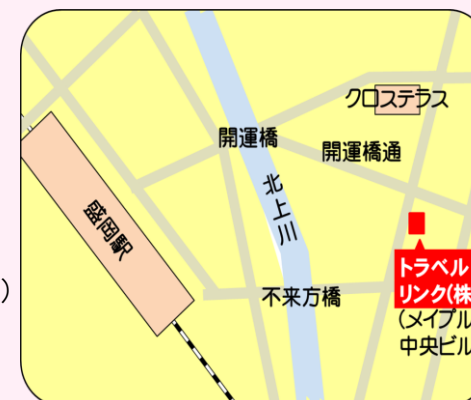 クロステラス
開運橋
開運橋通
北上川
盛岡駅
)
不来方橋
トラベル
リンク(株
(メイプル
中央ビル